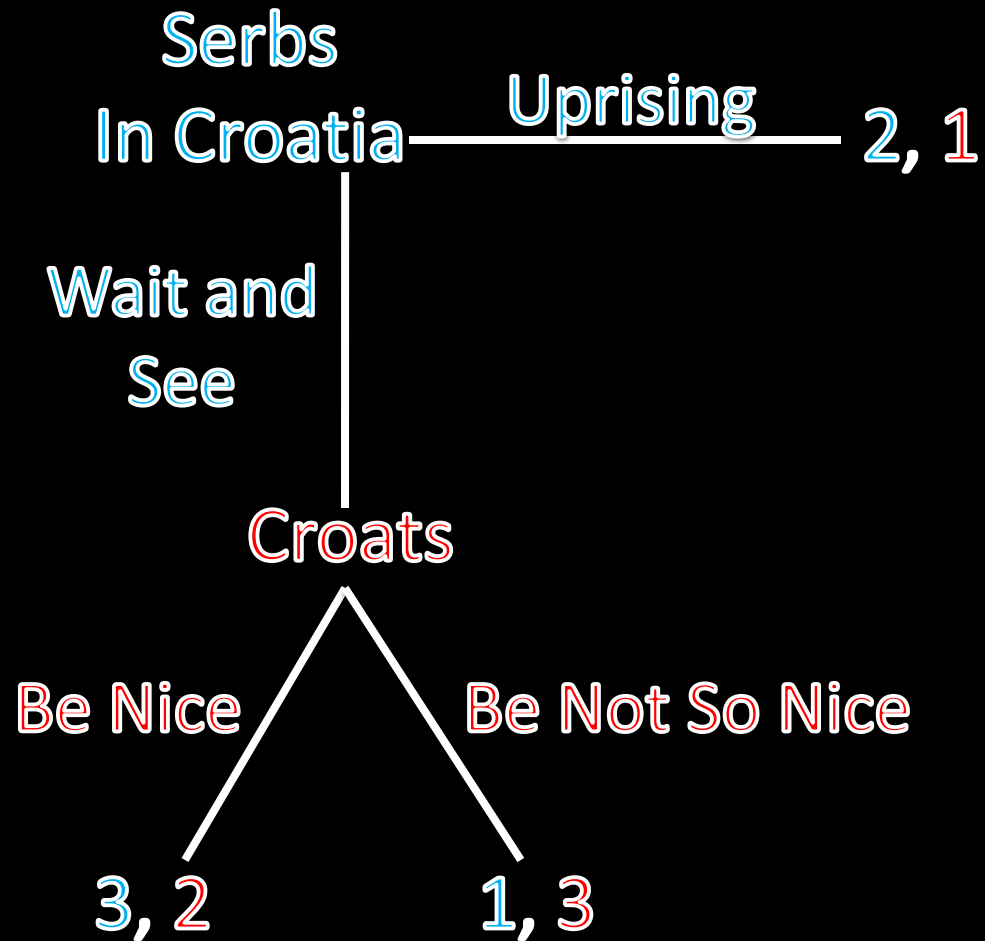 Serbs
In Croatia
Uprising
2, 1
Wait and
See
Croats
Be Nice
Be Not So Nice
3, 2
1, 3